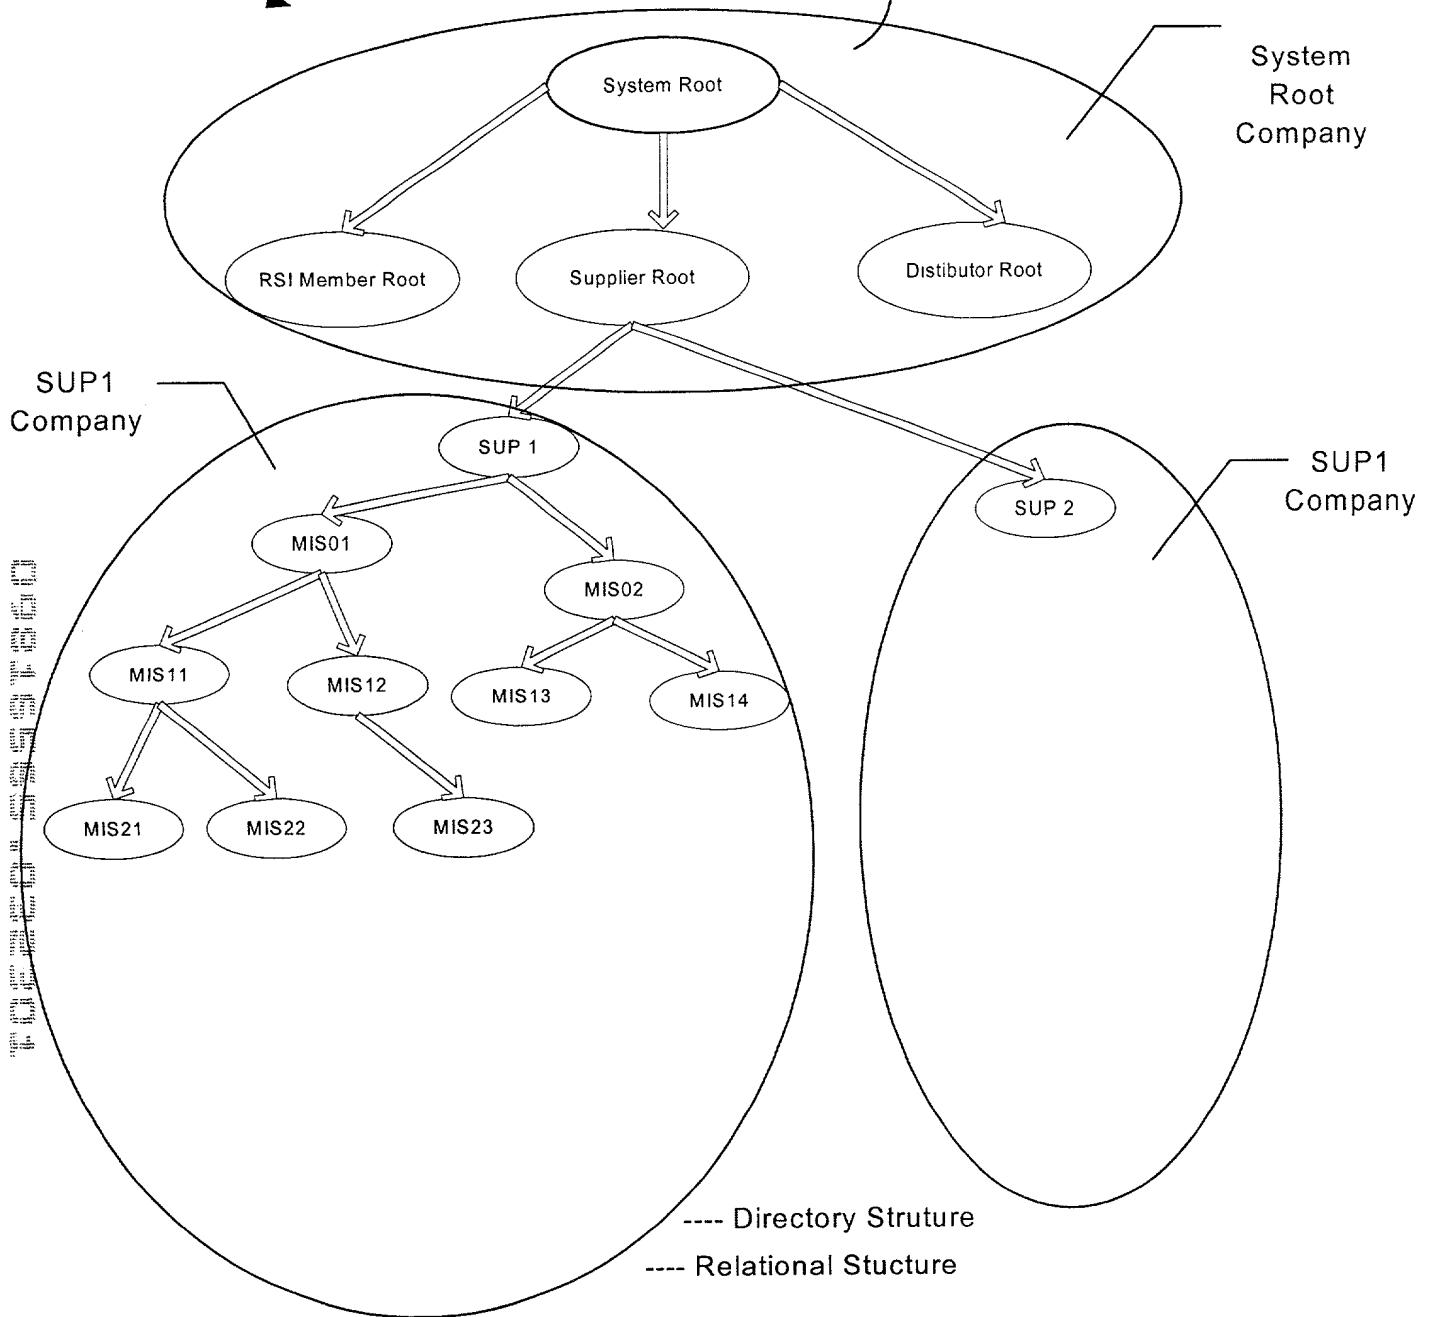 System Root
System
Root
Company
RSI Member Root
Supplier Root
Distibutor Root
SUP1
Company
SUP 1
SUP1
Company
SUP 2
MIS01
MIS02
MIS11
MIS12
MIS13
MIS14
MIS21
MIS22
MIS23
---- Directory Struture
---- Relational Stucture